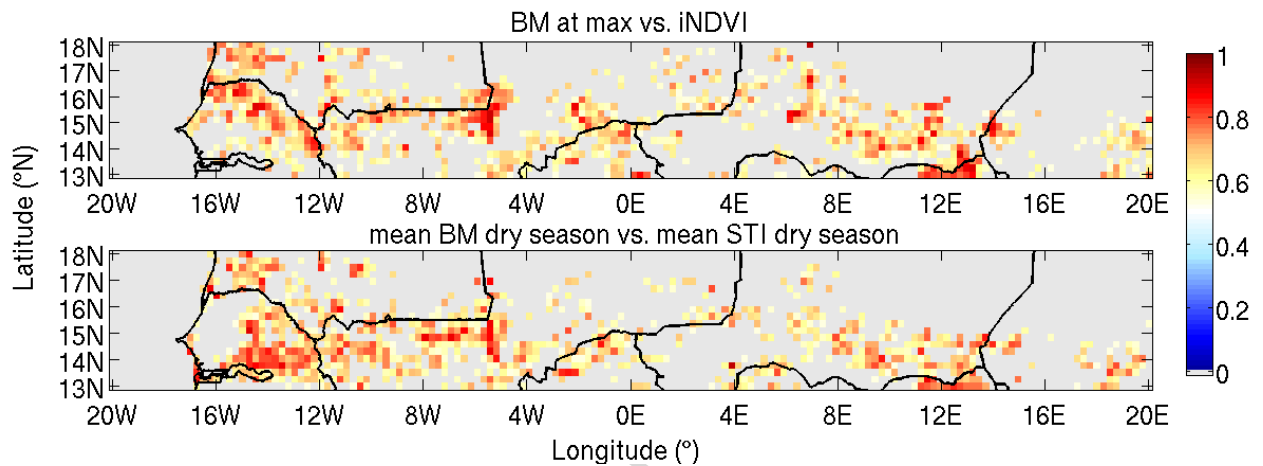 BM at max vs. iNDVI
18N
17N
16N
15N
14N
13N
20W 16W 12W 8W 4W 0E 4E 8E 12E 16E 20E
mean BM dry season vs. mean STI dry season
18N
17N
16N
15N
14N
13N
20W 16W 12W 8W 4W 0E 4E 8E 12E 16E 20E
Latitude (°N)
Longitude (°)
1
0.8
0.6
0.4
0.2
0